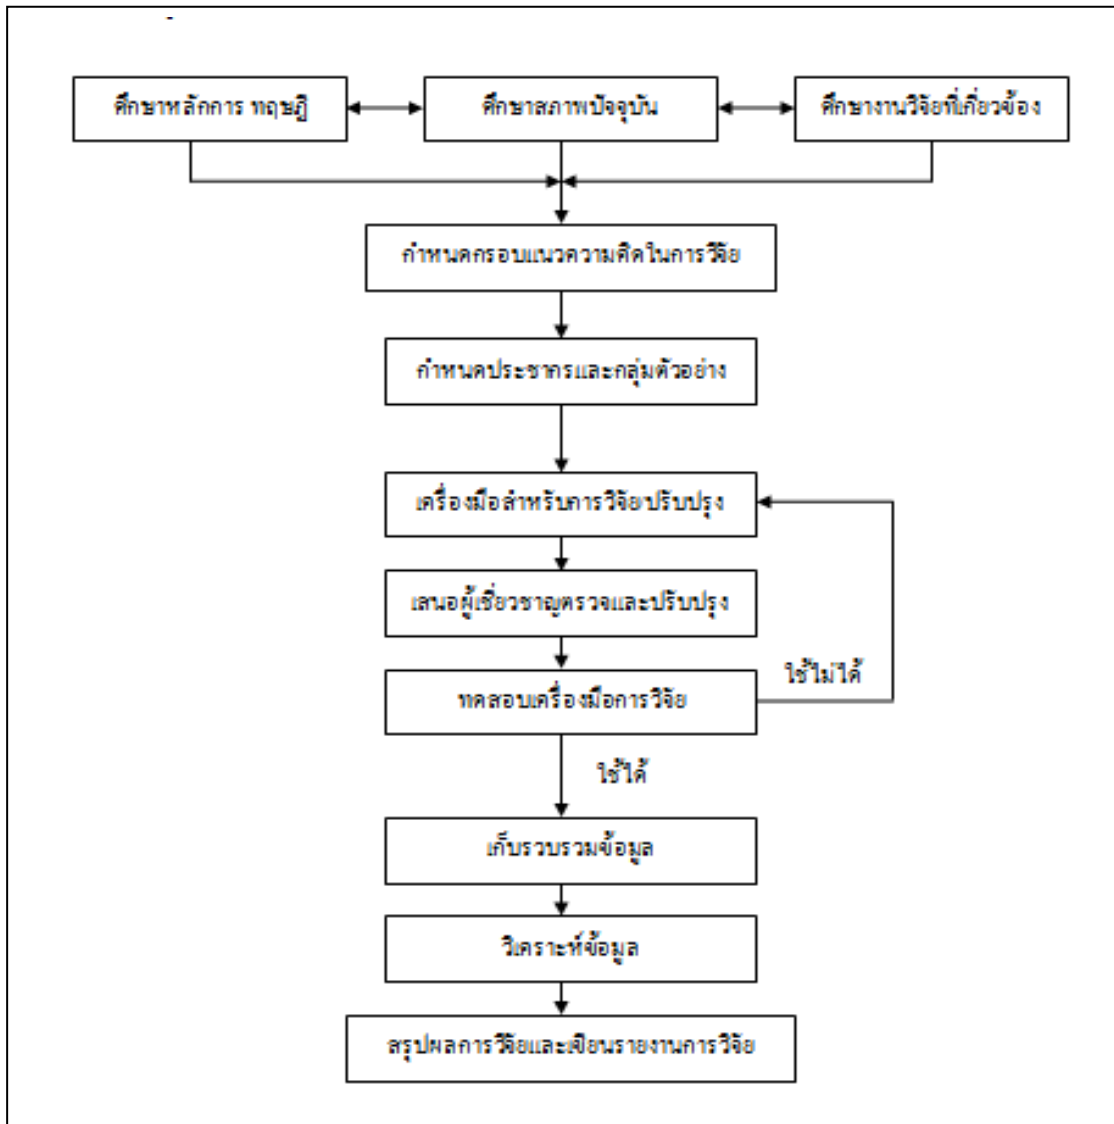 ศึกษาหลักการ ทฤษฎี
ศึกษาสภาพปัจจุบัน
ศึกษางานวิจัยที่เกี่ยวข้อง
กำหนดกรอบแนวความคิดในการวิจัย
กำหนดประชากรและกลุ่มตัวอย่าง
เครื่องมือสำหรับการวิจัย/ปรับปรุง
เสนอผู้เชี่ยวชาญตรวจและปรับปรุง
ทดสอบเครื่องมือการวิจัย
ใช้ไม่ได้
ใช้ได้
เก็บรวบรวมข้อมูล
วิเคราะห์ข้อมูล
สรุปผลการวิจัยและเขียนรายงานการวิจัย